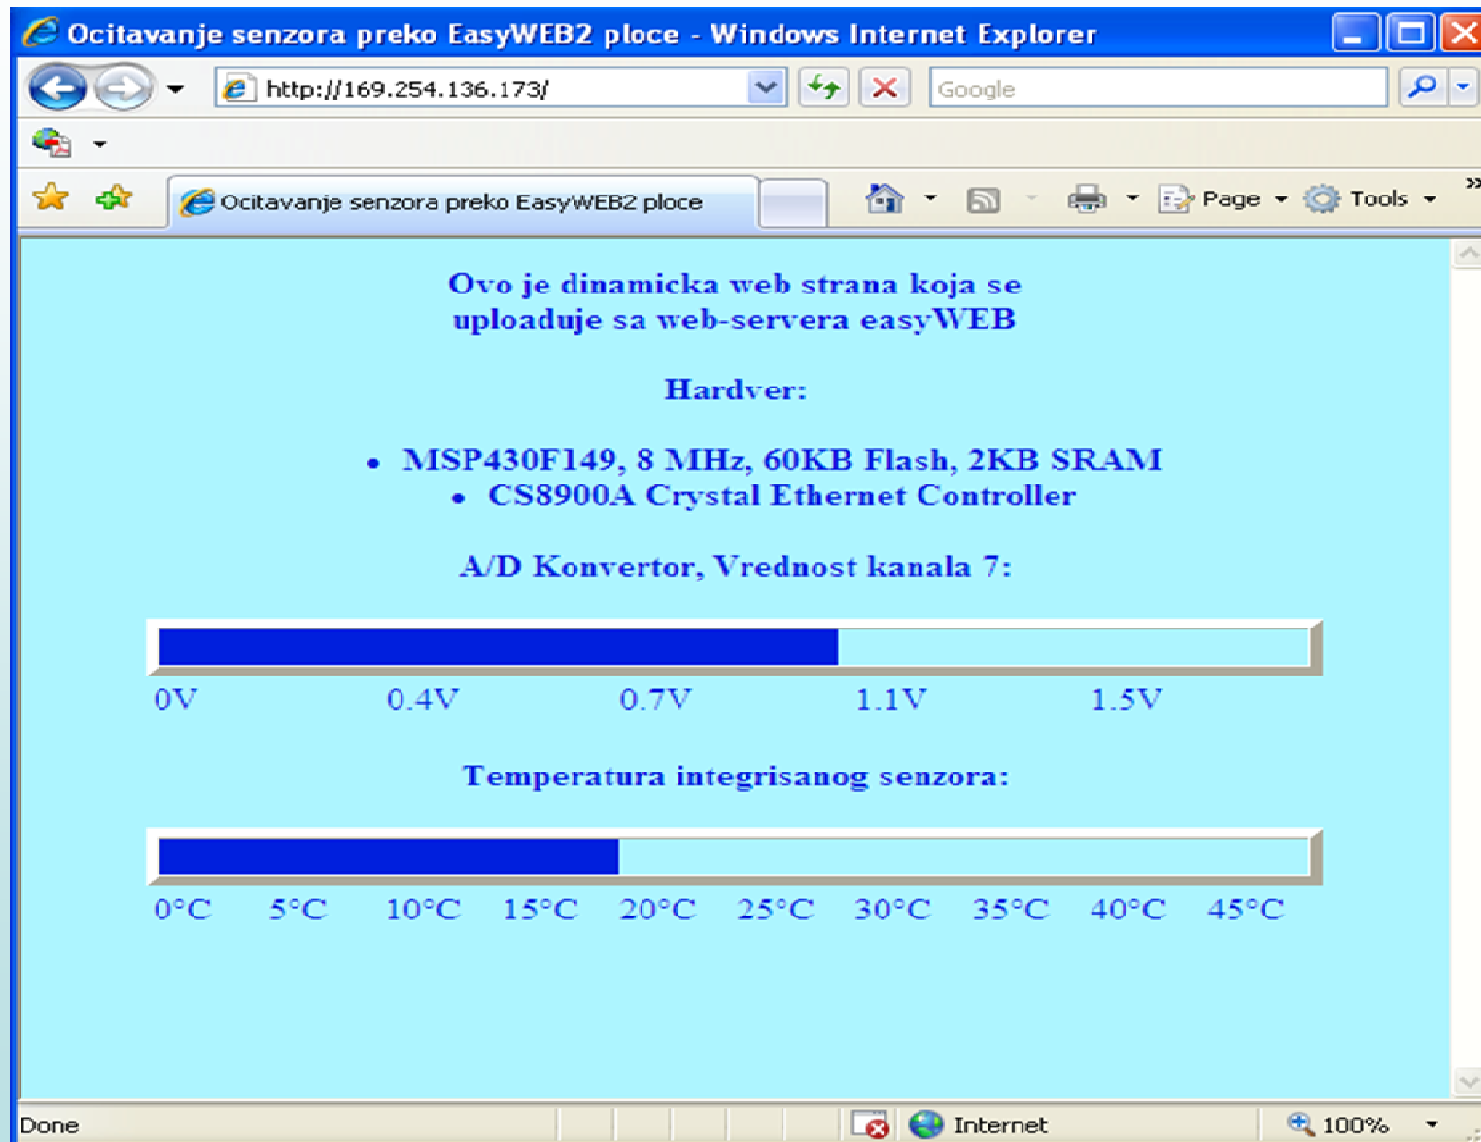 Ocitavanje senzora preko EasyWEB2 ploce - Windows Internet Explorer
http://169.254.136.173/
Google
Ocitavanje senzora preko EasyWEB2 ploce
Page
Tools
Ovo je dinamicka web strana koja se
uploaduje sa web-servera easyWEB
Hardver:
• MSP430F149, 8 MHz, 60KB Flash, 2KB SRAM
• CS8900A Crystal Ethernet Controller
A/D Konvertor, Vrednost kanala 7:
0V 0.4V 0.7V 1.1V 1.5V
Temperatura integrisanog senzora:
0°C 5°C 10°C 15°C 20°C 25°C 30°C 35°C 40°C 45°C
Done Internet 100%